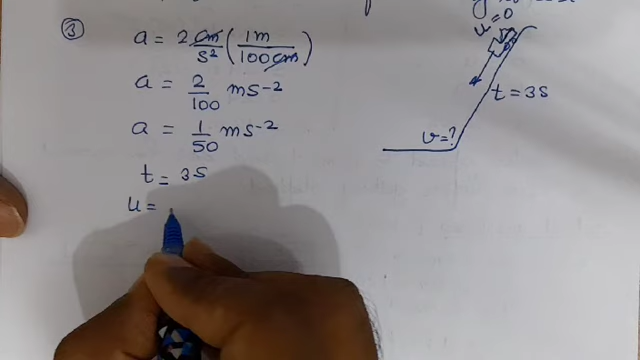 ③ a = 2 cm/s² (1m/100cm)
a = 2/100 ms⁻²
a = 1/50 ms⁻²
t = 3s
u =
u = 0
t = 3s
v = ?